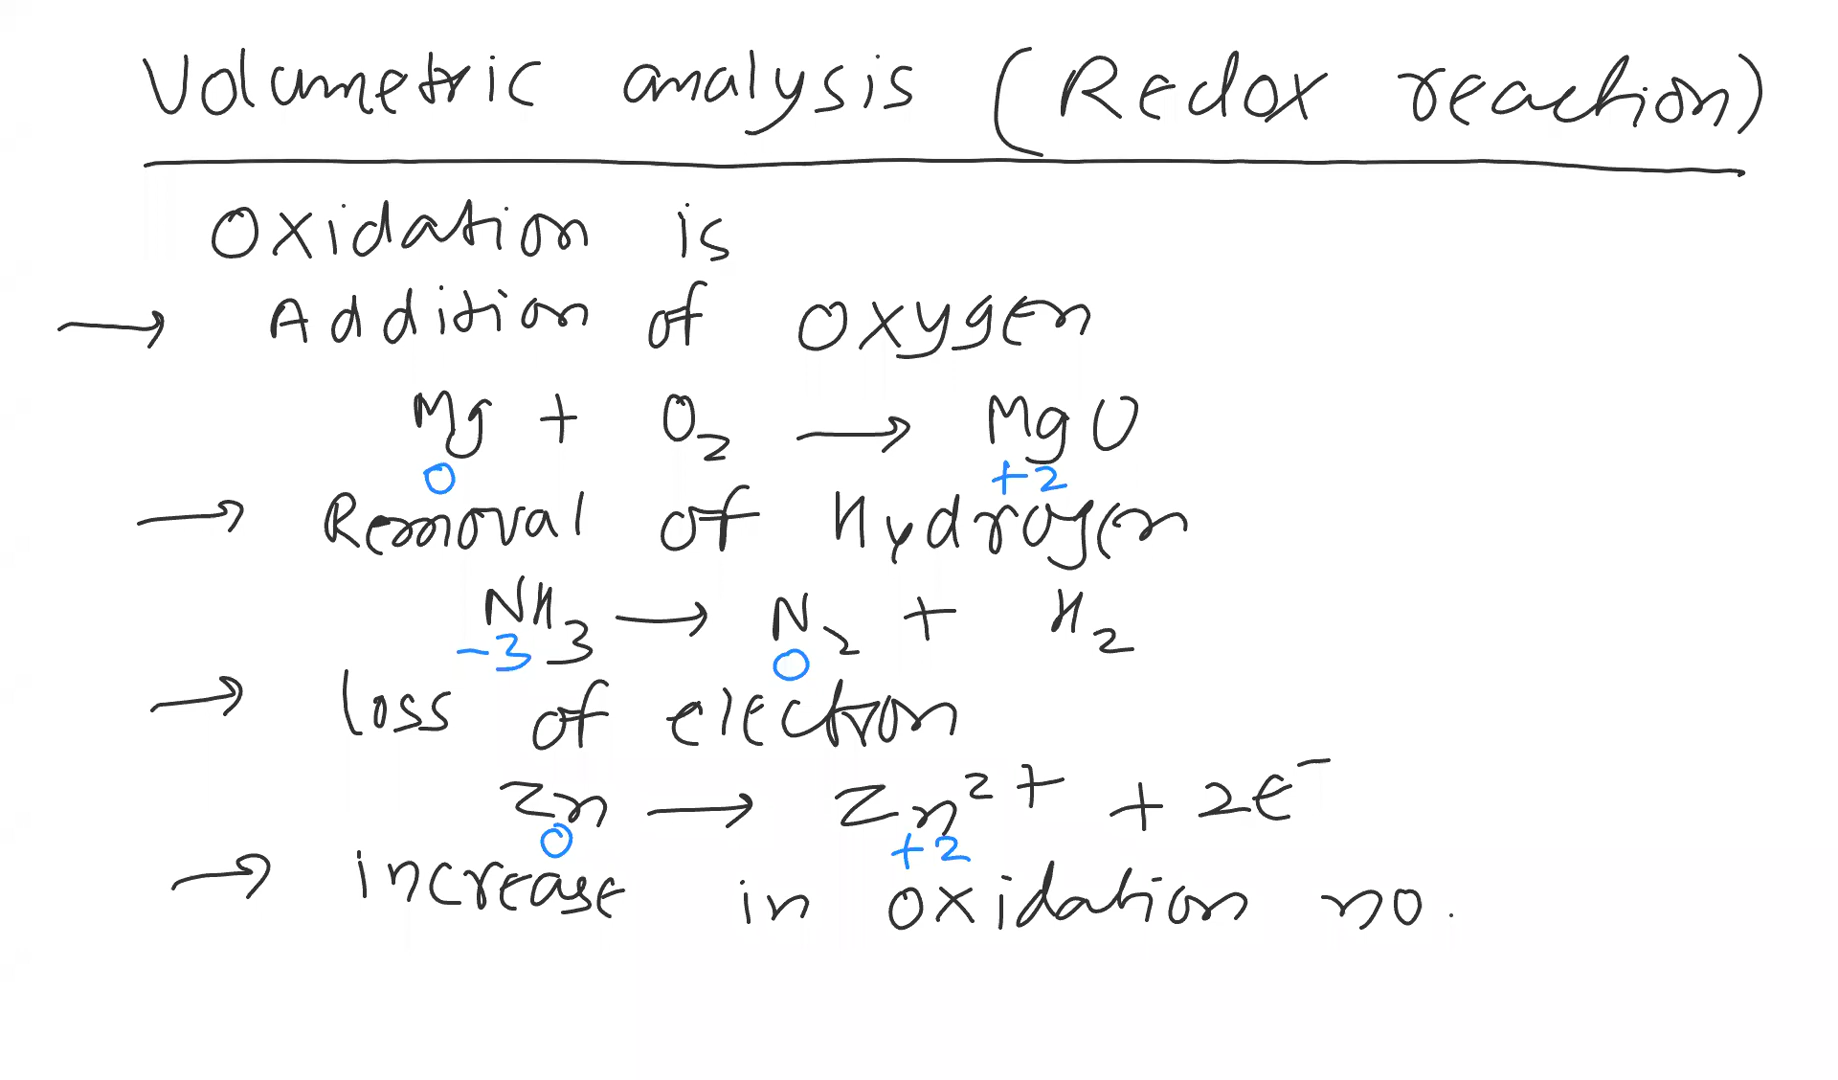 Volumetric analysis (Redox reaction)
Oxidation is
→ Addition of oxygen
Mg + O₂ → MgO
0 +2
→ Removal of Hydrogen
NH₃ → N₂ + H₂
-3 0
→ loss of electron
Zn → Zn²⁺ + 2e⁻
0 +2
→ increase in oxidation no.